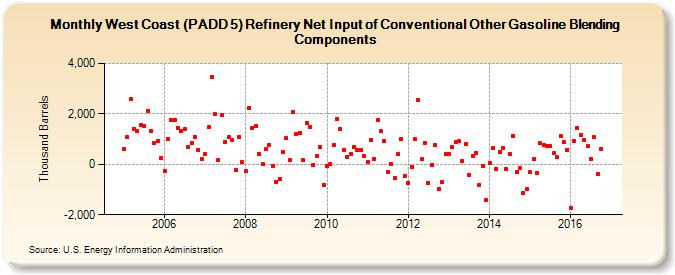 Monthly West Coast (PADD 5) Refinery Net Input of Conventional Other Gasoline Blending
Components
Thousand Barrels
4,000
2,000
0
-2,000
2006
2008
2010
2012
2014
2016
Source: U.S. Energy Information Administration